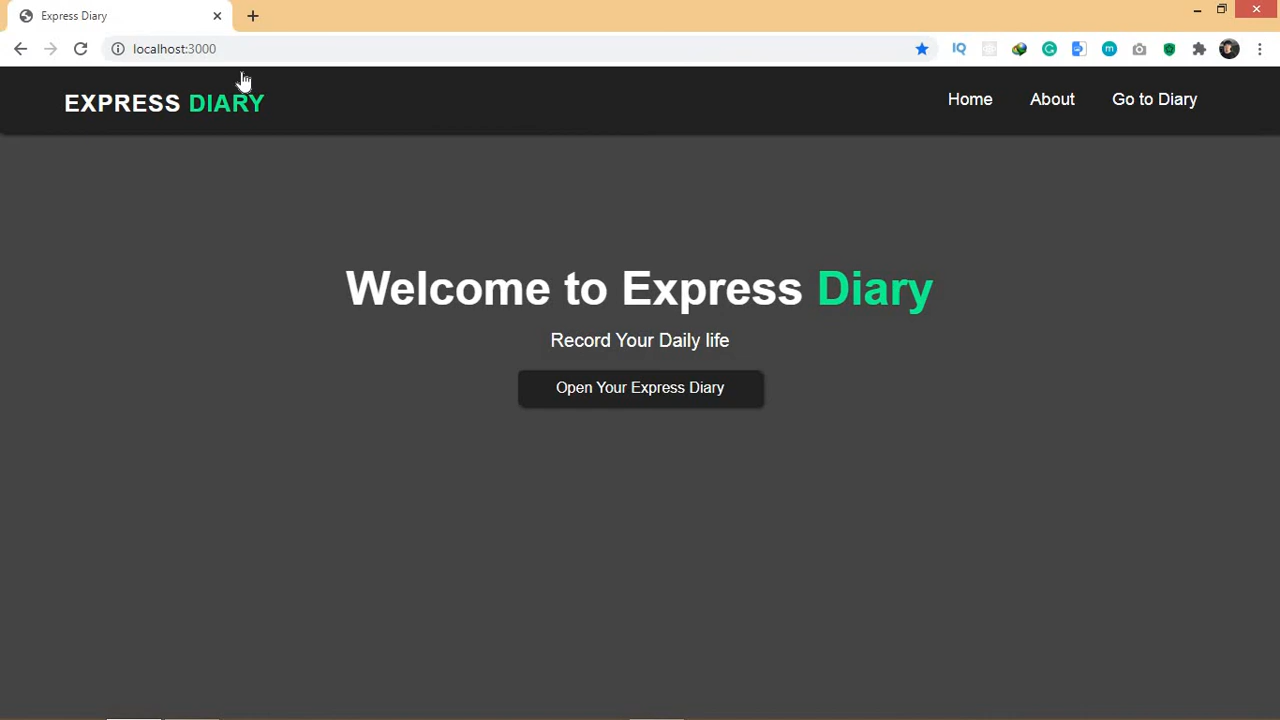 Express Diary
localhost:3000
IQ
EXPRESS DIARY
Home
About
Go to Diary
Welcome to Express Diary
Record Your Daily life
Open Your Express Diary